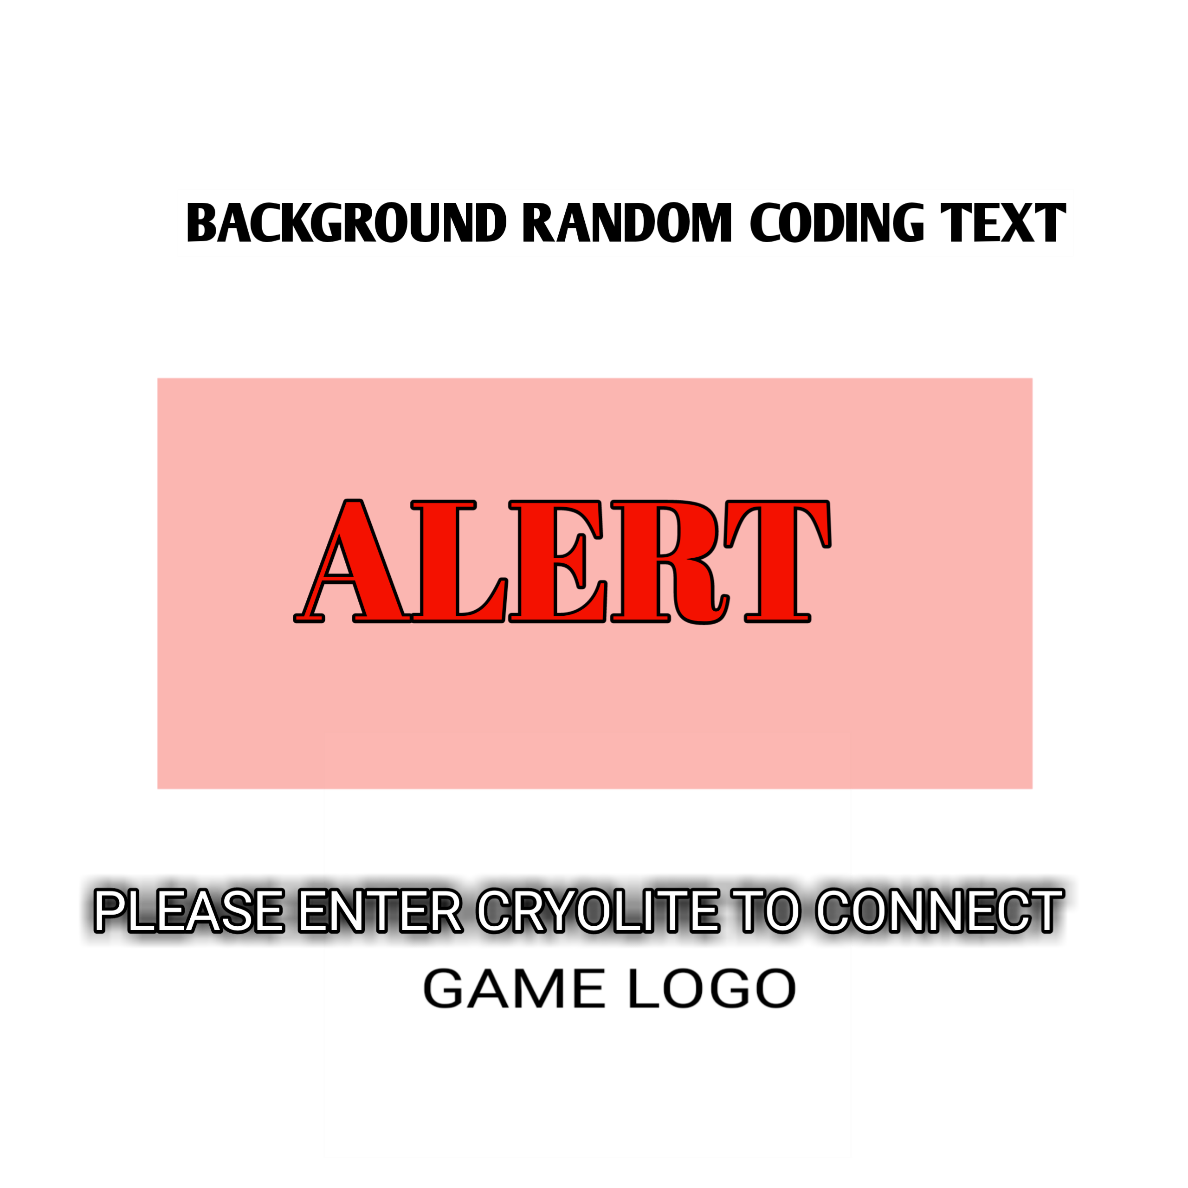 BACKGROUND RANDOM CODING TEXT
ALERT
PLEASE ENTER CRYOLITE TO CONNECT
GAME LOGO